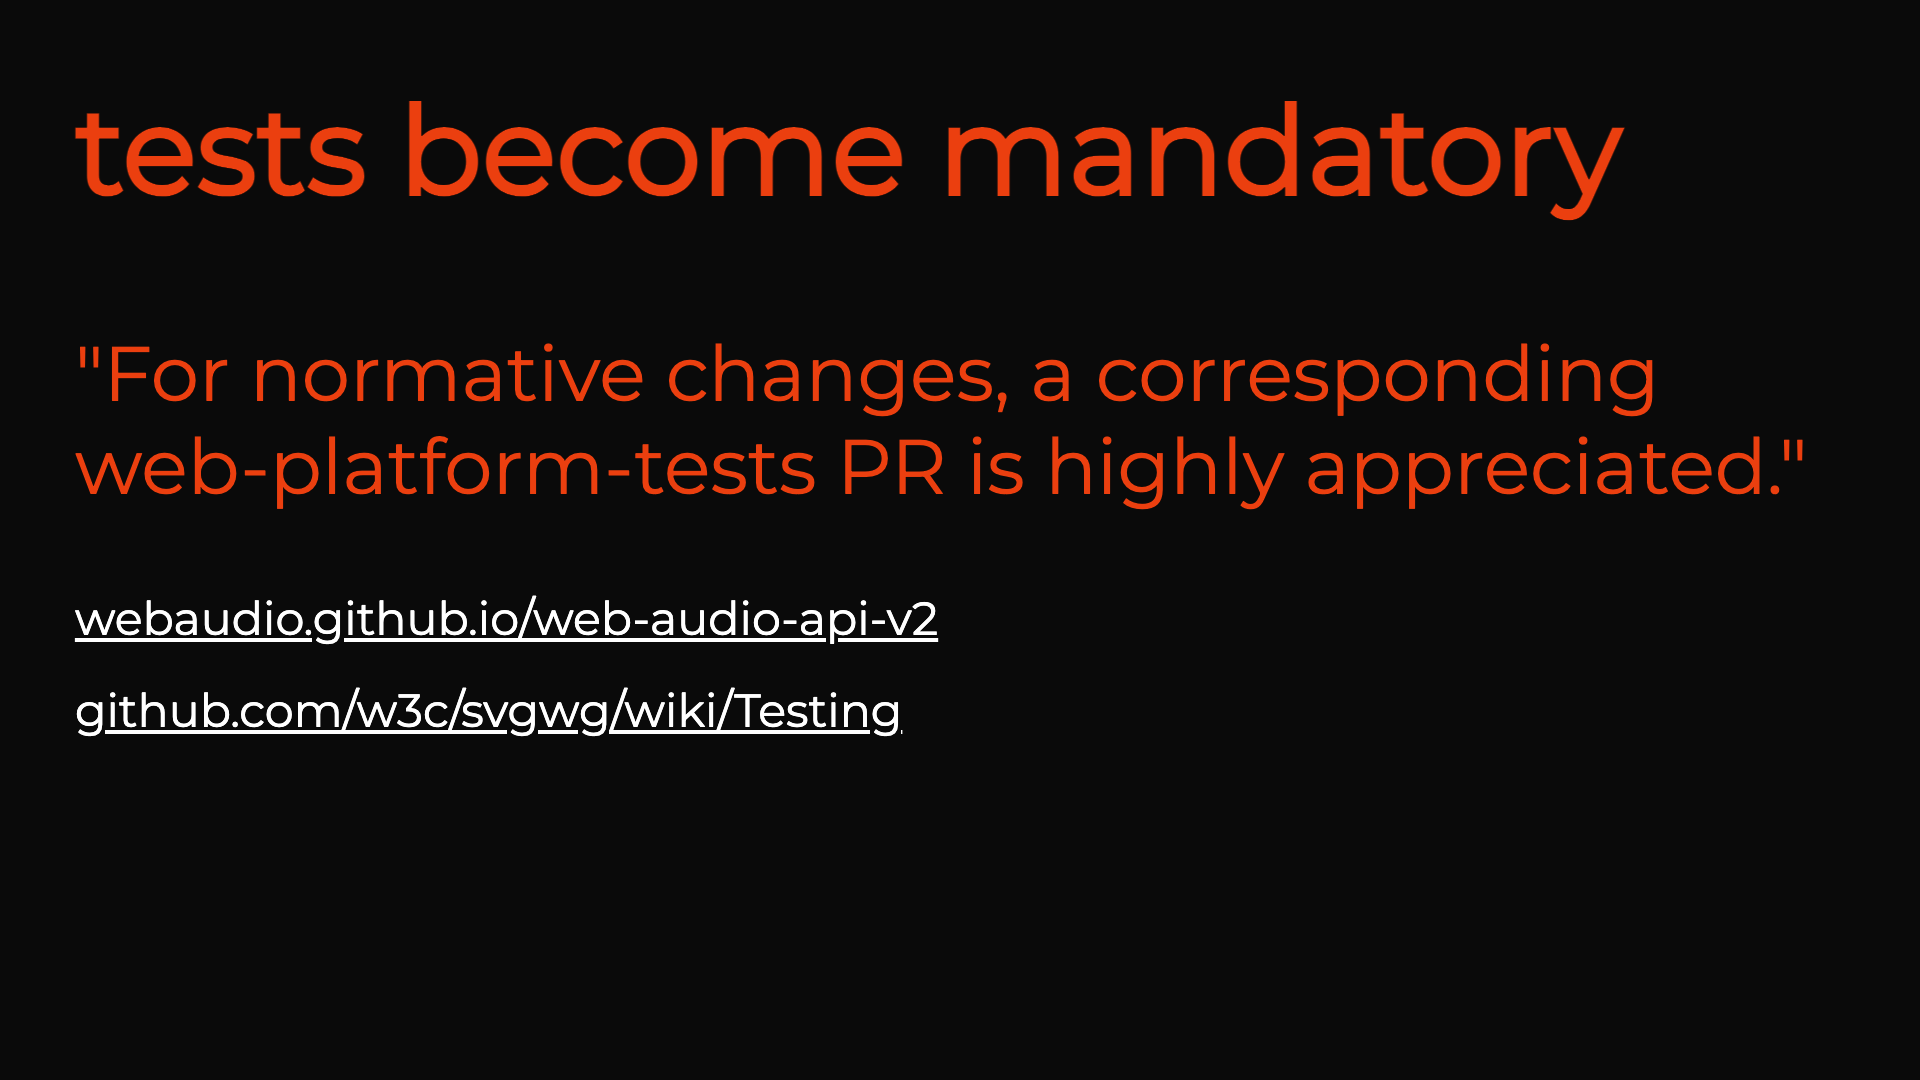 tests become mandatory
"For normative changes, a corresponding
web-platform-tests PR is highly appreciated."
webaudio.github.io/web-audio-api-v2
github.com/w3c/svgwg/wiki/Testing